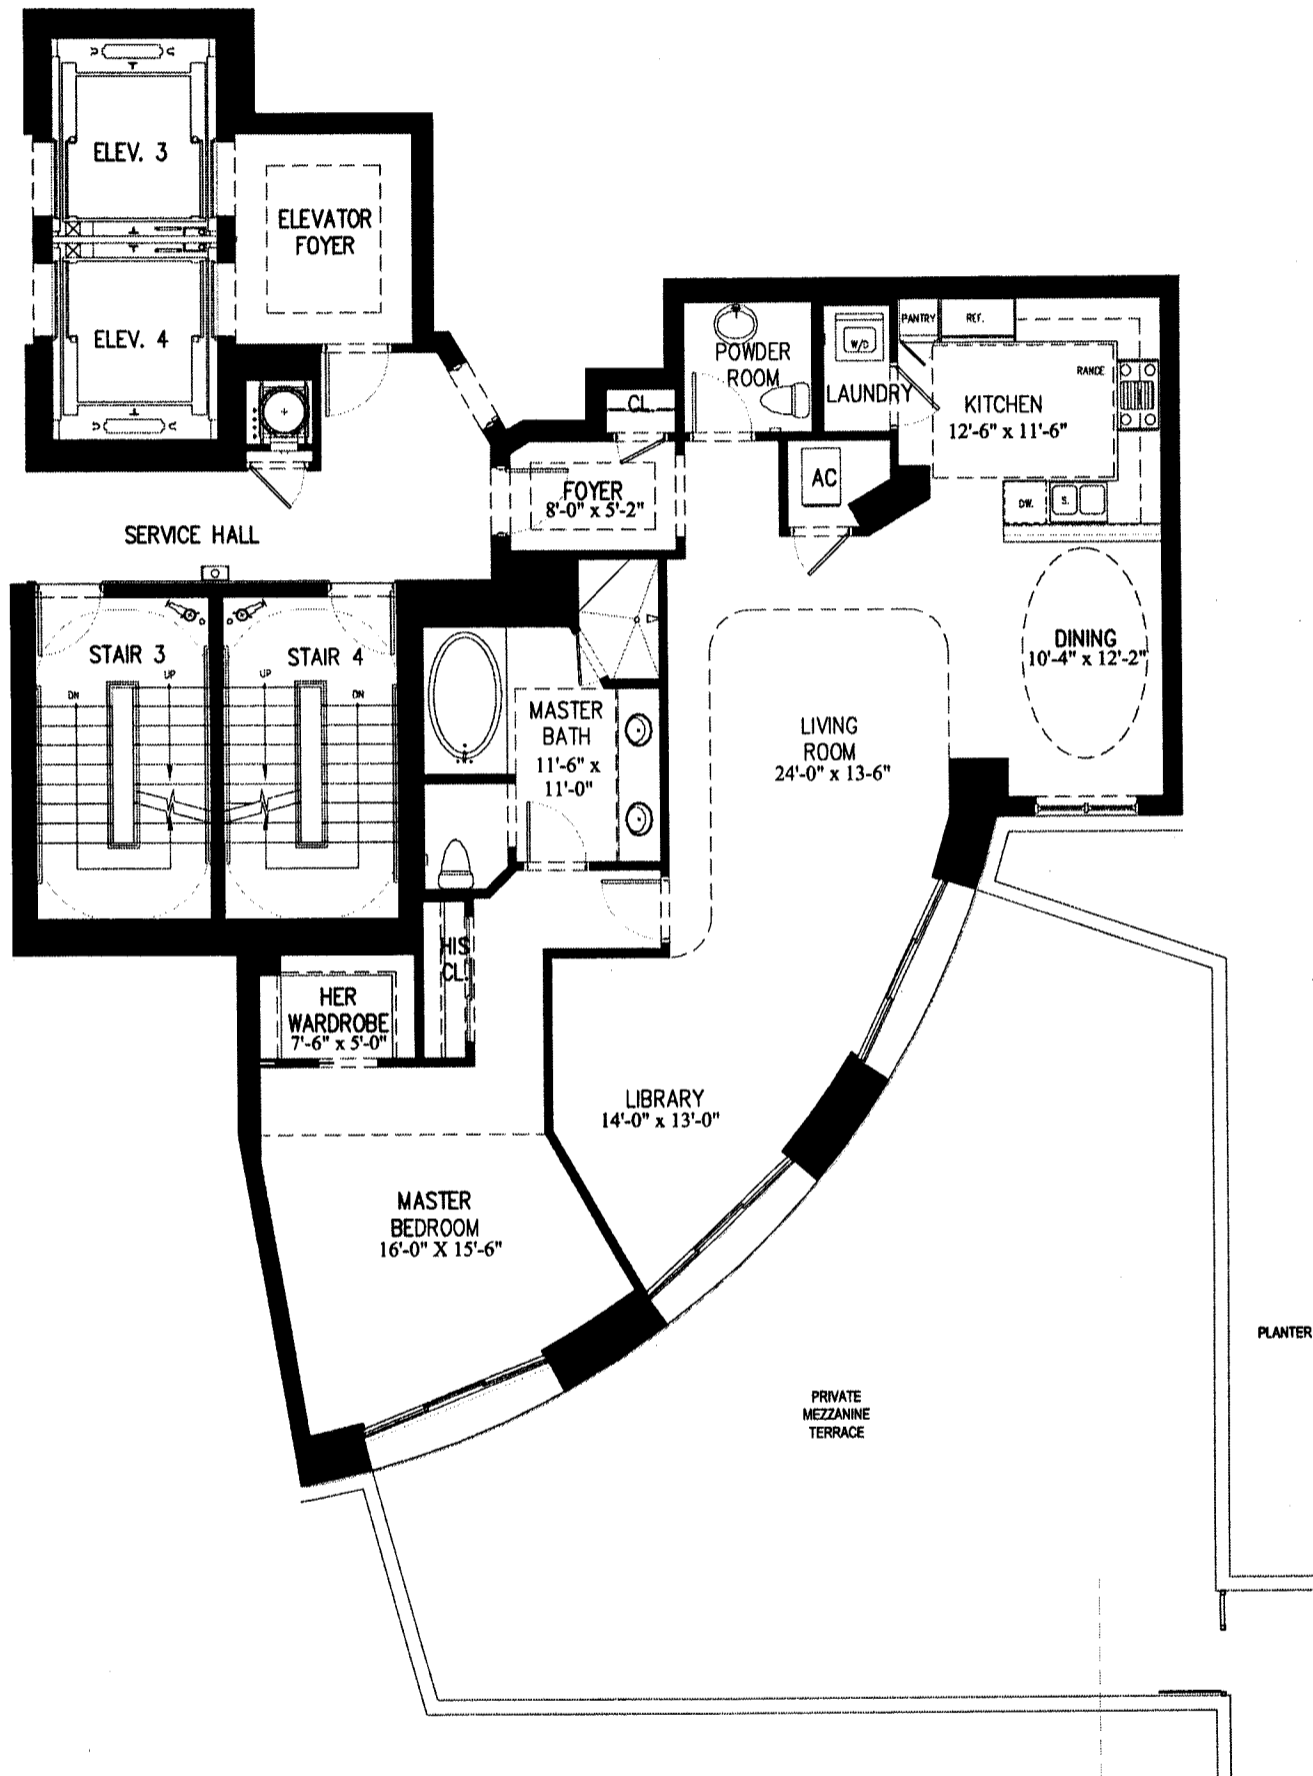 ELEV. 3
ELEVATOR
FOYER
ELEV. 4
PANTRY
REF.
W/D
POWDER
ROOM
LAUNDRY
RANGE
KITCHEN
12'-6" x 11'-6"
CL.
AC
FOYER
8'-0" x 5'-2"
DW.
S.
SERVICE HALL
STAIR 3
STAIR 4
UP
DN
UP
DN
DINING
10'-4" x 12'-2"
MASTER
BATH
11'-6" x
11'-0"
LIVING
ROOM
24'-0" x 13-6"
HIS
CL.
HER
WARDROBE
7'-6" x 5'-0"
LIBRARY
14'-0" x 13'-0"
MASTER
BEDROOM
16'-0" X 15'-6"
PLANTER
PRIVATE
MEZZANINE
TERRACE